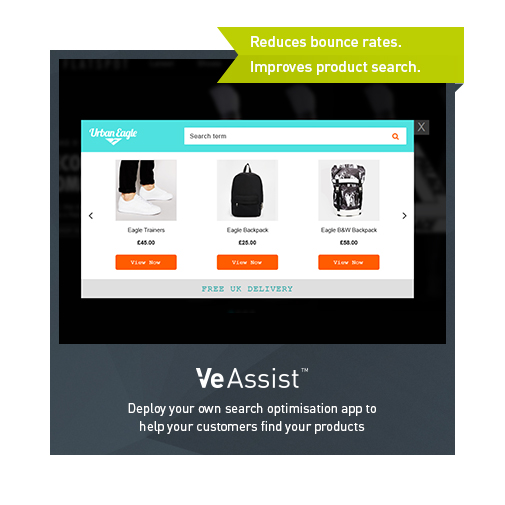 Reduces bounce rates.
Improves product search.
X
Urban Eagle
Search term
Eagle Trainers
Eagle Backpack
Eagle B&W Backpack
£45.00
£25.00
£58.00
View Now
View Now
View Now
FREE UK DELIVERY
Ve Assist™
Deploy your own search optimisation app to
help your customers find your products